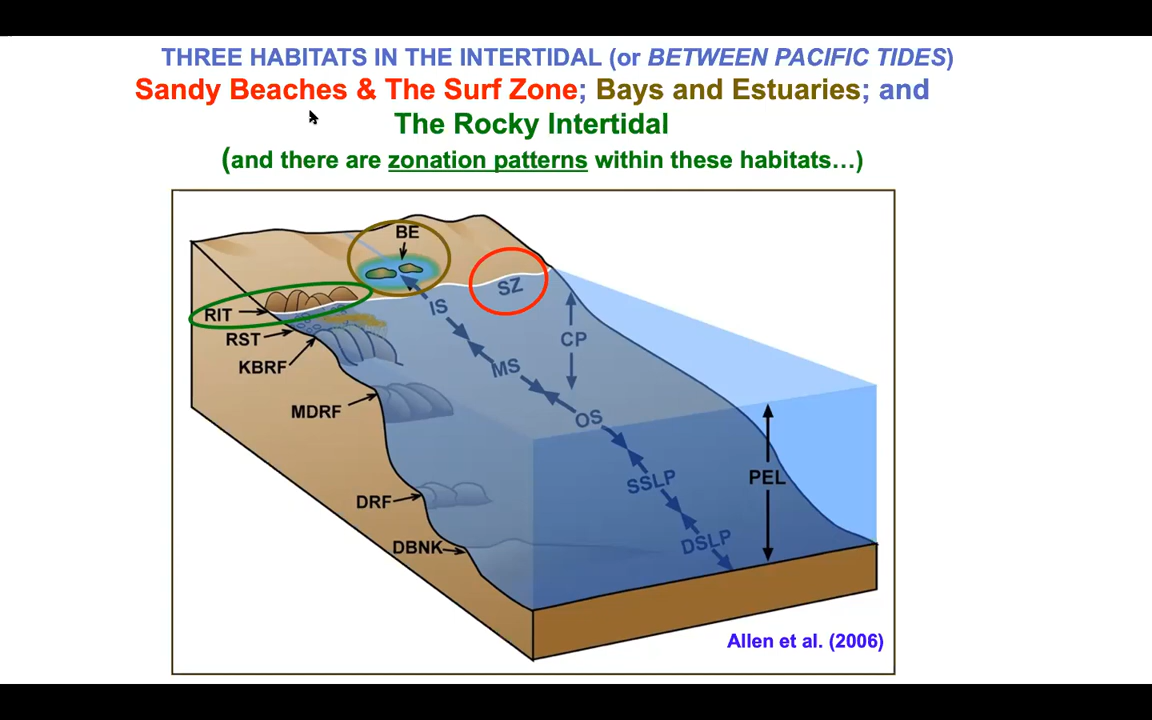 THREE HABITATS IN THE INTERTIDAL (or BETWEEN PACIFIC TIDES)
Sandy Beaches & The Surf Zone; Bays and Estuaries; and
The Rocky Intertidal
(and there are zonation patterns within these habitats…)
BE
SZ
RIT
IS
RST
CP
KBRF
MS
MDRF
OS
SSLP
PEL
DRF
DSLP
DBNK
Allen et al. (2006)